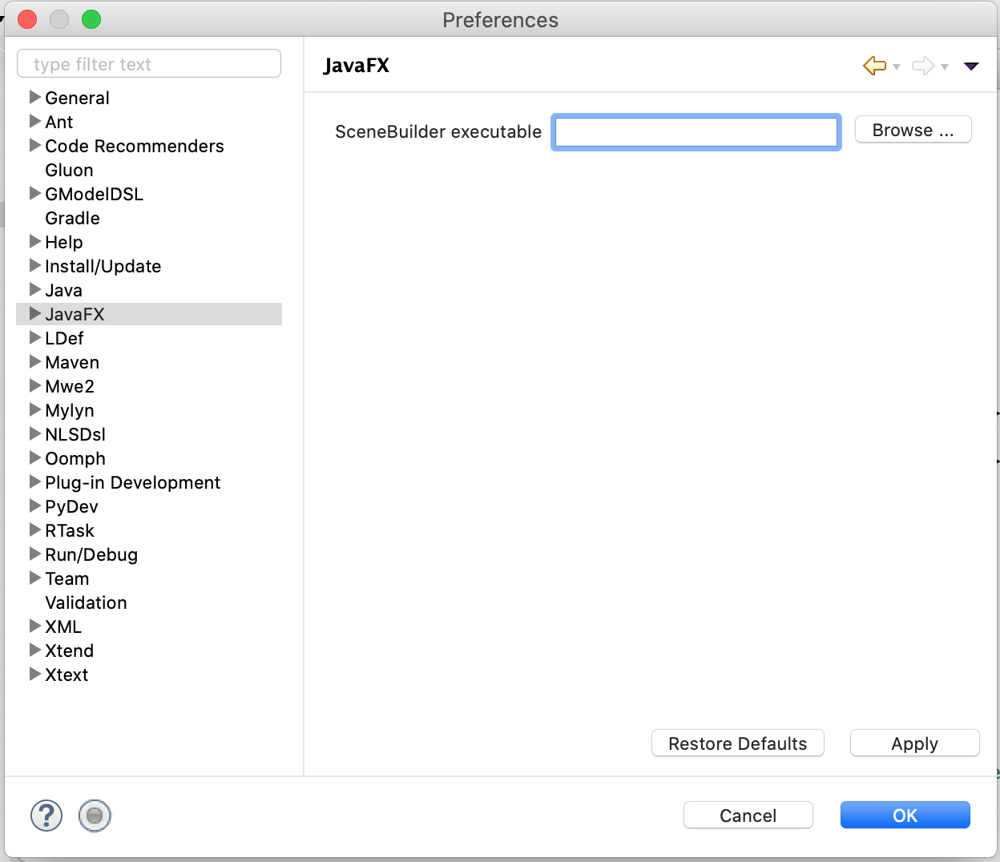 Preferences
type filter text
General
Ant
Code Recommenders
Gluon
GModelDSL
Gradle
Help
Install/Update
Java
JavaFX
LDef
Maven
Mwe2
Mylyn
NLSDsl
Oomph
Plug-in Development
PyDev
RTask
Run/Debug
Team
Validation
XML
Xtend
Xtext
JavaFX
SceneBuilder executable
Browse ...
Restore Defaults
Apply
?
Cancel
OK